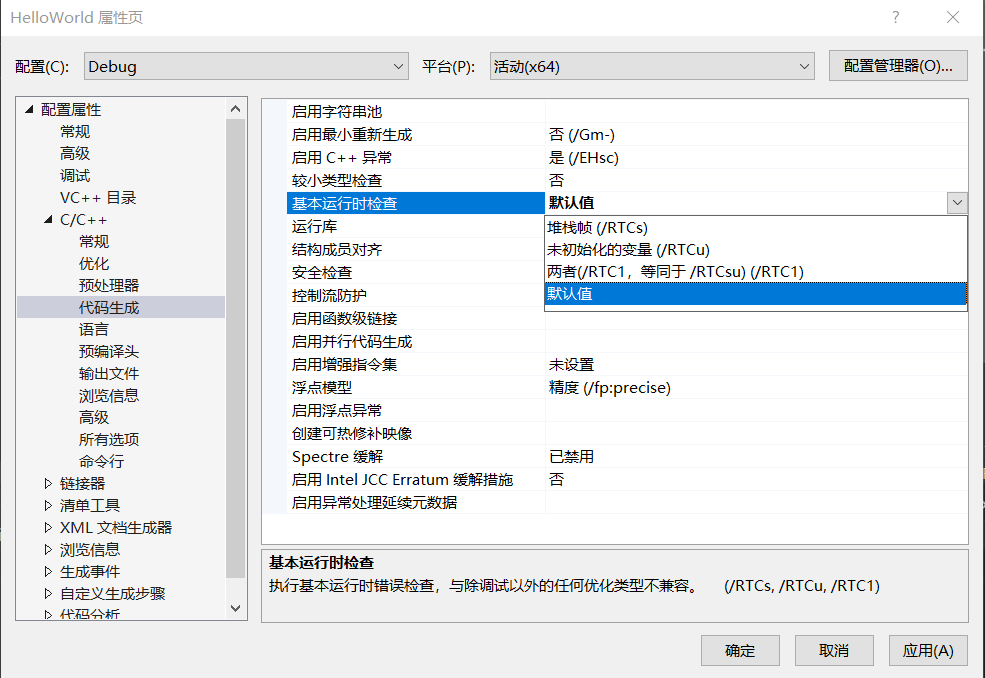 HelloWorld 属性页
?
配置(C): Debug 平台(P): 活动(x64) 配置管理器(O)...
配置属性
常规
高级
调试
VC++ 目录
C/C++
常规
优化
预处理器
代码生成
语言
预编译头
输出文件
浏览信息
高级
所有选项
命令行
链接器
清单工具
XML 文档生成器
浏览信息
生成事件
自定义生成步骤
代码分析
启用字符串池
启用最小重新生成 否 (/Gm-)
启用 C++ 异常 是 (/EHsc)
较小类型检查 否
基本运行时检查 默认值
运行库
结构成员对齐
安全检查
控制流防护
启用函数级链接
启用并行代码生成
启用增强指令集 未设置
浮点模型 精度 (/fp:precise)
启用浮点异常
创建可热修补映像
Spectre 缓解 已禁用
启用 Intel JCC Erratum 缓解措施 否
启用异常处理延续元数据
堆栈帧 (/RTCs)
未初始化的变量 (/RTCu)
两者(/RTC1，等同于 /RTCsu) (/RTC1)
默认值
基本运行时检查
执行基本运行时错误检查，与除调试以外的任何优化类型不兼容。 (/RTCs, /RTCu, /RTC1)
确定 取消 应用(A)